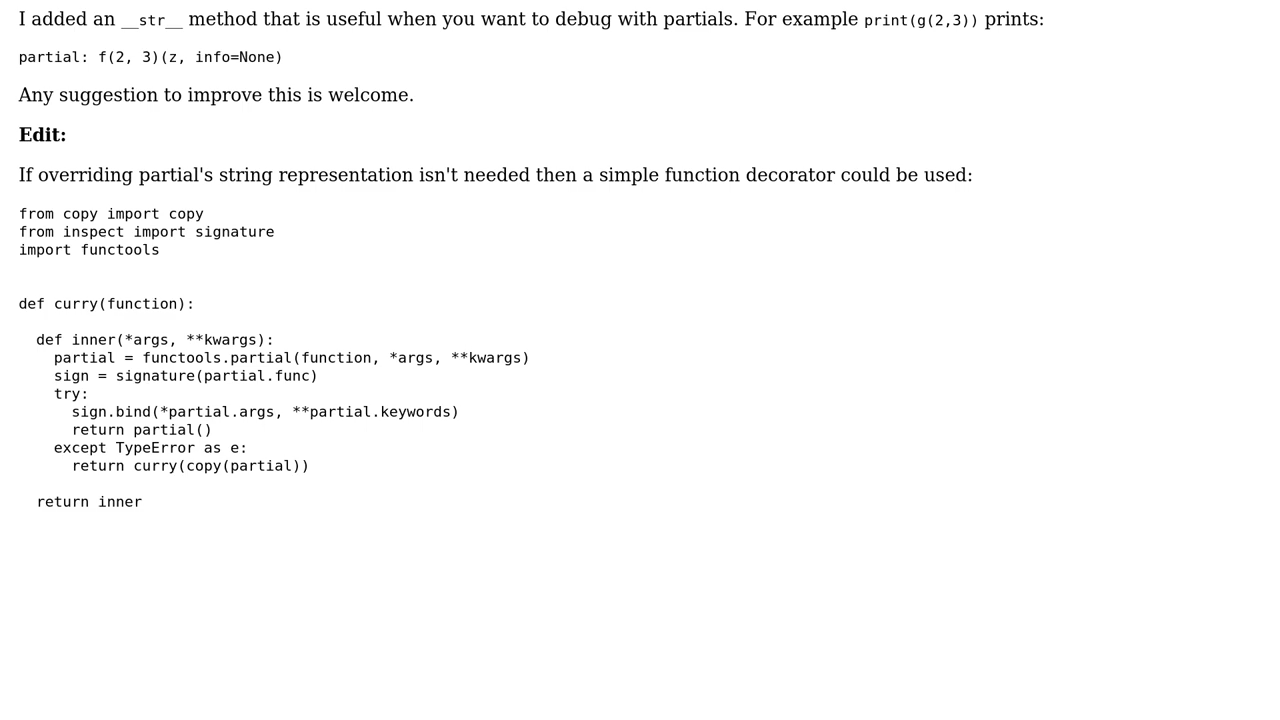 I added an __str__ method that is useful when you want to debug with partials. For example print(g(2,3)) prints:
partial: f(2, 3)(z, info=None)
Any suggestion to improve this is welcome.
Edit:
If overriding partial's string representation isn't needed then a simple function decorator could be used:
from copy import copy
from inspect import signature
import functools
def curry(function):
  def inner(*args, **kwargs):
    partial = functools.partial(function, *args, **kwargs)
    sign = signature(partial.func)
    try:
      sign.bind(*partial.args, **partial.keywords)
      return partial()
    except TypeError as e:
      return curry(copy(partial))
  return inner